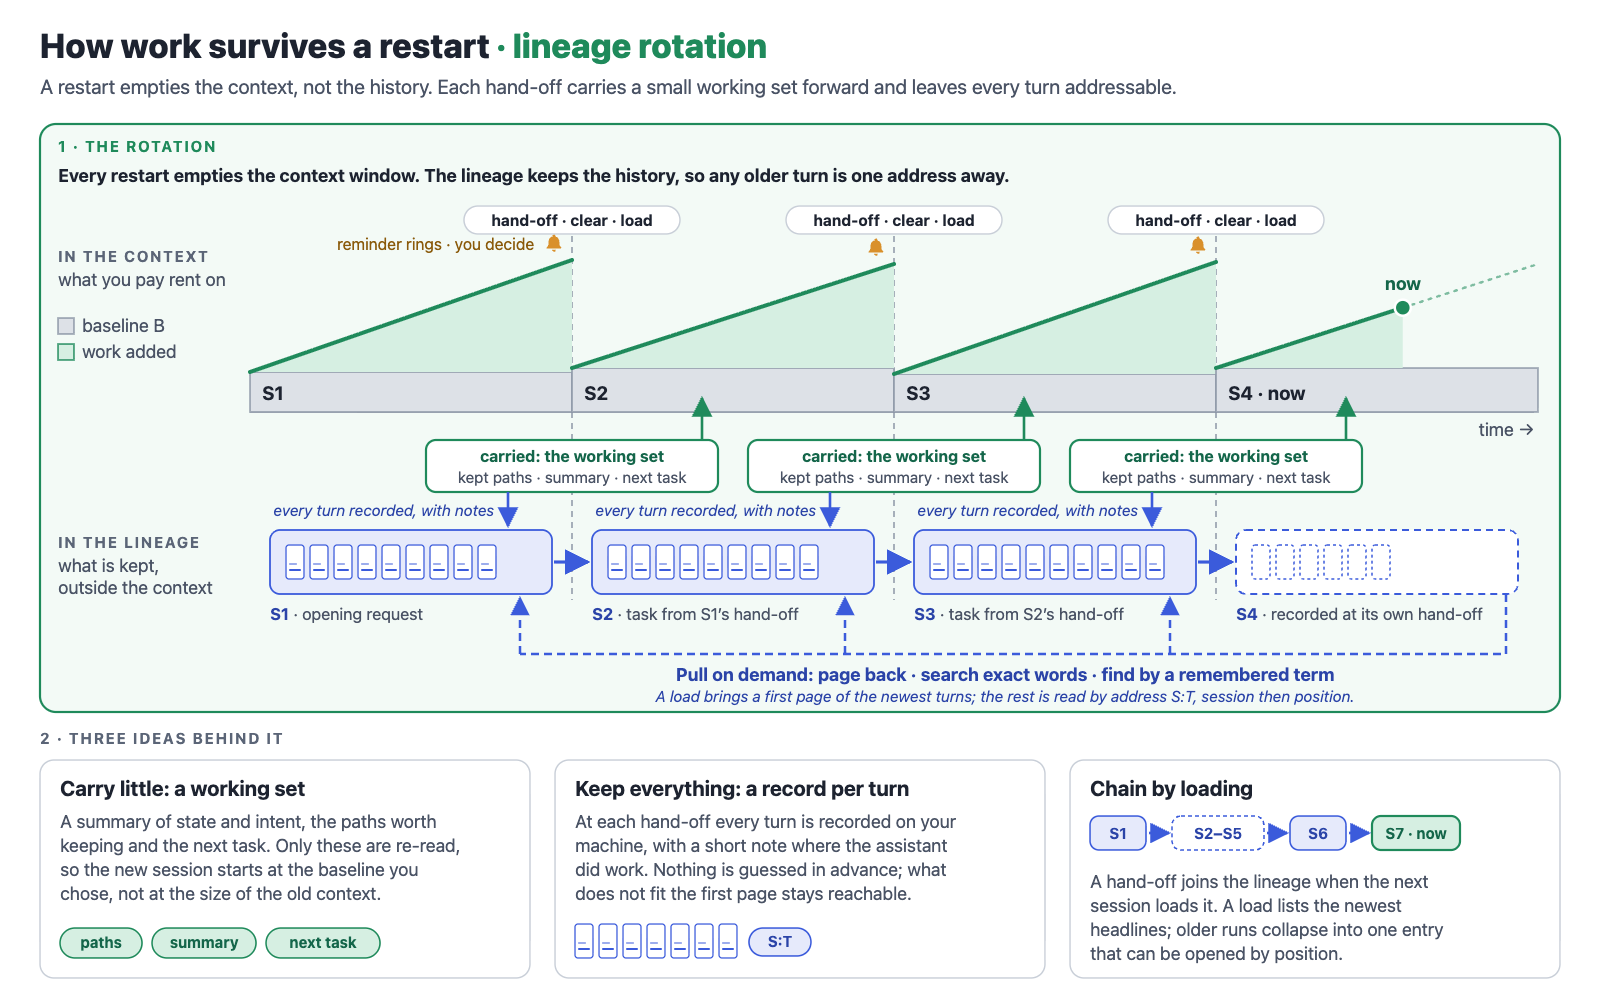 How work survives a restart · lineage rotation
A restart empties the context, not the history. Each hand-off carries a small working set forward and leaves every turn addressable.
1 · THE ROTATION
Every restart empties the context window. The lineage keeps the history, so any older turn is one address away.
hand-off · clear · load
hand-off · clear · load
hand-off · clear · load
reminder rings · you decide
IN THE CONTEXT
what you pay rent on
baseline B
work added
now
S1
S2
S3
S4 · now
time →
carried: the working set
kept paths · summary · next task
carried: the working set
kept paths · summary · next task
carried: the working set
kept paths · summary · next task
every turn recorded, with notes
every turn recorded, with notes
every turn recorded, with notes
IN THE LINEAGE
what is kept,
outside the context
S1 · opening request
S2 · task from S1’s hand-off
S3 · task from S2’s hand-off
S4 · recorded at its own hand-off
Pull on demand: page back · search exact words · find by a remembered term
A load brings a first page of the newest turns; the rest is read by address S:T, session then position.
2 · THREE IDEAS BEHIND IT
Carry little: a working set
A summary of state and intent, the paths worth
keeping and the next task. Only these are re-read,
so the new session starts at the baseline you
chose, not at the size of the old context.
paths
summary
next task
Keep everything: a record per turn
At each hand-off every turn is recorded on your
machine, with a short note where the assistant
did work. Nothing is guessed in advance; what
does not fit the first page stays reachable.
S:T
Chain by loading
S1
S2–S5
S6
S7 · now
A hand-off joins the lineage when the next
session loads it. A load lists the newest
headlines; older runs collapse into one entry
that can be opened by position.